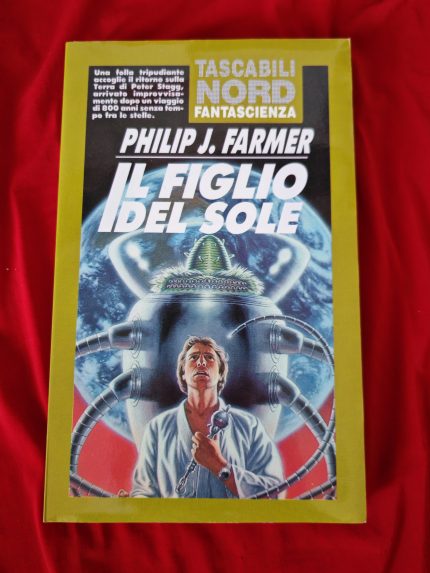 Una folla tripudiante
accoglie il ritorno sulla
Terra di Peter Stagg,
arrivato improvvisa-
mente dopo un viaggio
di 800 anni senza tem-
po fra le stelle.
TASCABILI
NORD
FANTASCIENZA
PHILIP J. FARMER
IL FIGLIO
DEL SOLE